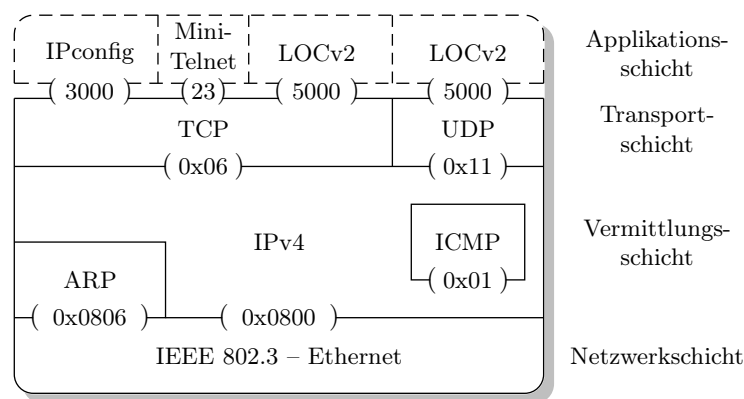 Mini-
IPconfig
Telnet
LOCv2
LOCv2
Applikations-
schicht
( 3000 )
(23)
( 5000 )
( 5000 )
TCP
UDP
Transport-
schicht
( 0x06 )
( 0x11 )
IPv4
ICMP
Vermittlungs-
schicht
( 0x01 )
ARP
( 0x0806 )
( 0x0800 )
IEEE 802.3 – Ethernet
Netzwerkschicht